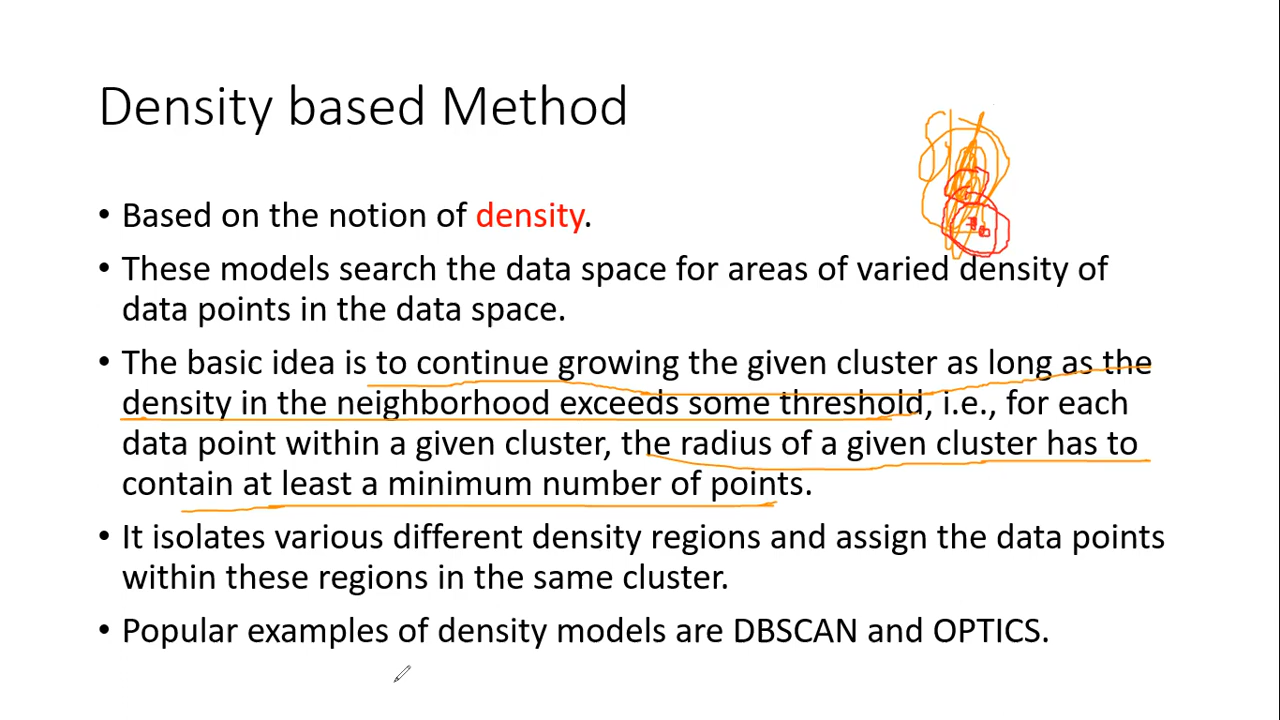 Density based Method
• Based on the notion of density.
• These models search the data space for areas of varied density of
data points in the data space.
• The basic idea is to continue growing the given cluster as long as the
density in the neighborhood exceeds some threshold, i.e., for each
data point within a given cluster, the radius of a given cluster has to
contain at least a minimum number of points.
• It isolates various different density regions and assign the data points
within these regions in the same cluster.
• Popular examples of density models are DBSCAN and OPTICS.